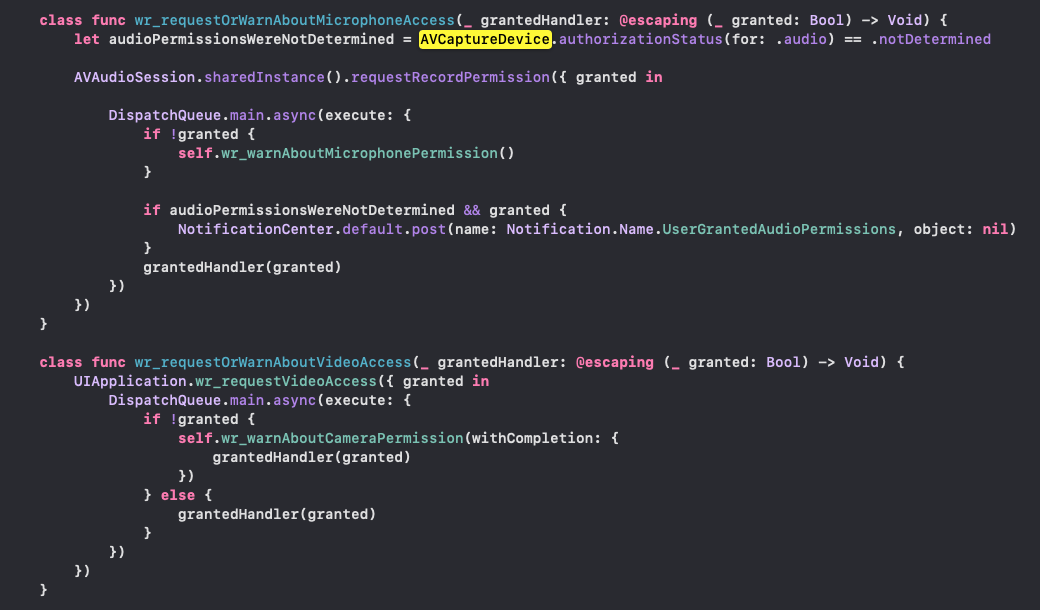 class func wr_requestOrWarnAboutMicrophoneAccess(_ grantedHandler: @escaping (_ granted: Bool) -> Void) {
    let audioPermissionsWereNotDetermined = AVCaptureDevice.authorizationStatus(for: .audio) == .notDetermined

    AVAudioSession.sharedInstance().requestRecordPermission({ granted in

        DispatchQueue.main.async(execute: {
            if !granted {
                self.wr_warnAboutMicrophonePermission()
            }

            if audioPermissionsWereNotDetermined && granted {
                NotificationCenter.default.post(name: Notification.Name.UserGrantedAudioPermissions, object: nil)
            }
            grantedHandler(granted)
        })
    })
}

class func wr_requestOrWarnAboutVideoAccess(_ grantedHandler: @escaping (_ granted: Bool) -> Void) {
    UIApplication.wr_requestVideoAccess({ granted in
        DispatchQueue.main.async(execute: {
            if !granted {
                self.wr_warnAboutCameraPermission(withCompletion: {
                    grantedHandler(granted)
                })
            } else {
                grantedHandler(granted)
            }
        })
    })
}